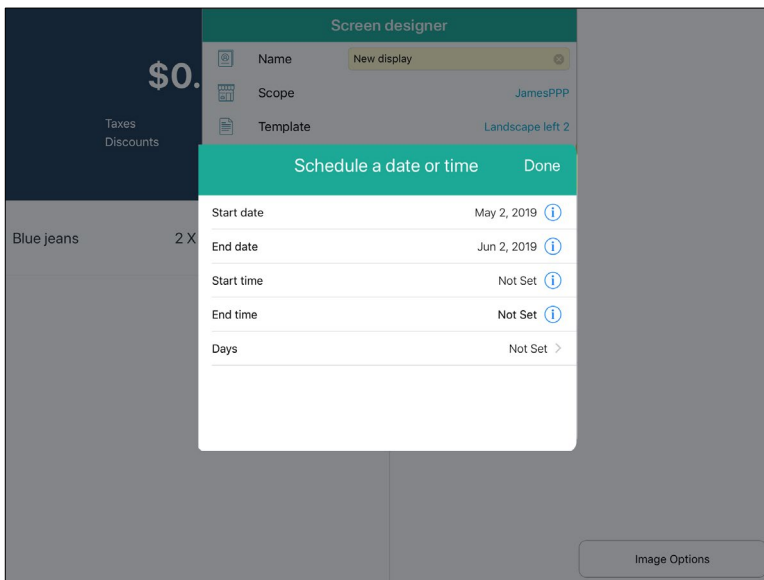 Screen designer
Name New display
$0.
Scope JamesPPP
Taxes
Template Landscape left 2
Discounts
Schedule a date or time Done
Start date May 2, 2019
Blue jeans 2 X
End date Jun 2, 2019
Start time Not Set
End time Not Set
Days Not Set
Image Options